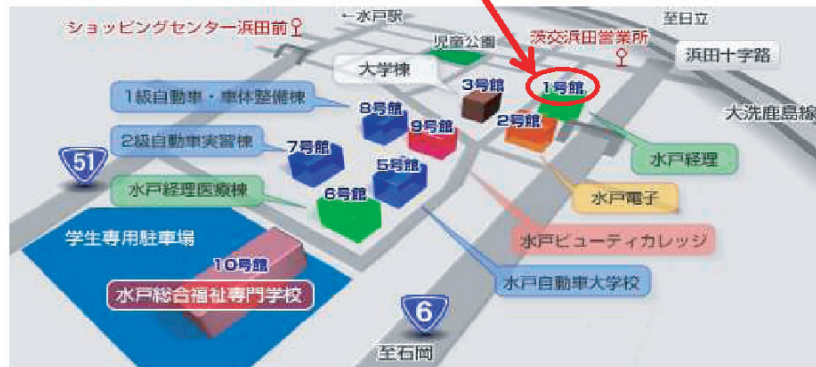 ←水戸駅
至日立
ショッピングセンター浜田前
児童公園
茨交浜田営業所
浜田十字路
大学棟
3号館
1号館
1級自動車・車体整備棟
8号館
大洗鹿島線
2級自動車実習棟
9号館
2号館
7号館
51
5号館
水戸経理
水戸経理医療棟
6号館
水戸電子
学生専用駐車場
水戸ビューティカレッジ
10号館
水戸自動車大学校
水戸総合福祉専門学校
6
至石岡